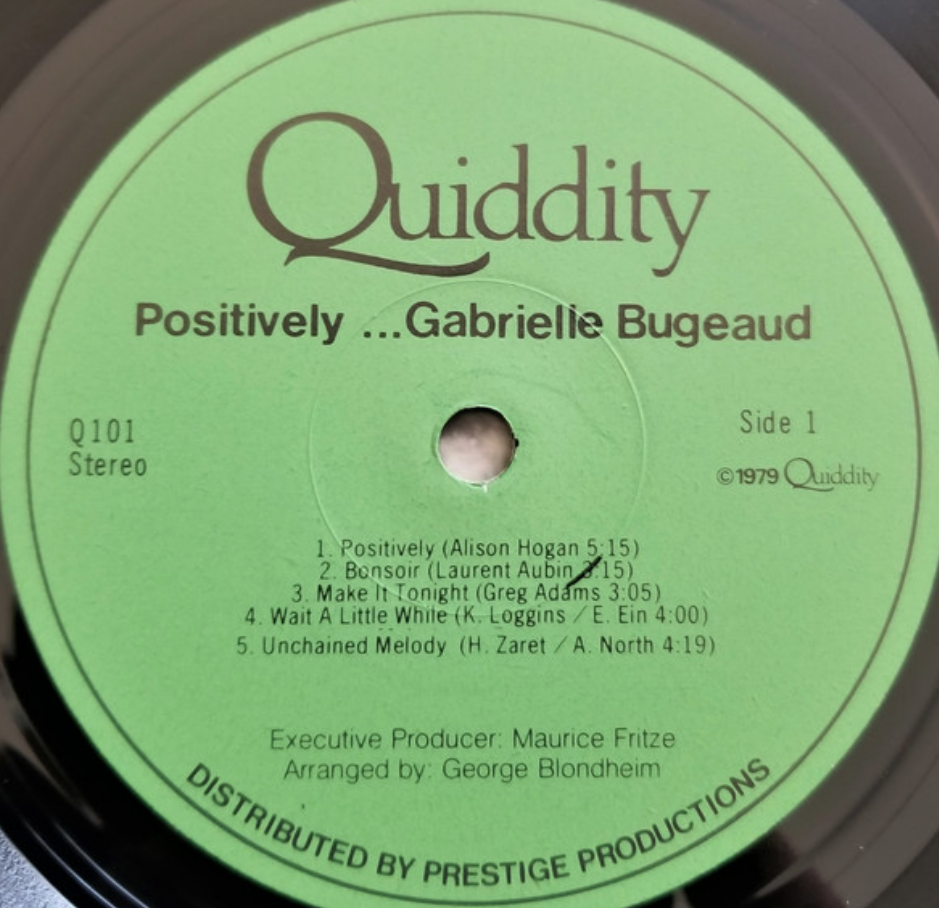 Quiddity
Positively ...Gabrielle Bugeaud
Q101
Stereo
Side 1
©1979 Quiddity
1. Positively (Alison Hogan 5:15)
2. Bonsoir (Laurent Aubin 3:15)
3. Make It Tonight (Greg Adams 3:05)
4. Wait A Little While (K. Loggins / E. Ein 4:00)
5. Unchained Melody (H. Zaret / A. North 4:19)
Executive Producer: Maurice Fritze
Arranged by: George Blondheim
DISTRIBUTED BY PRESTIGE PRODUCTIONS